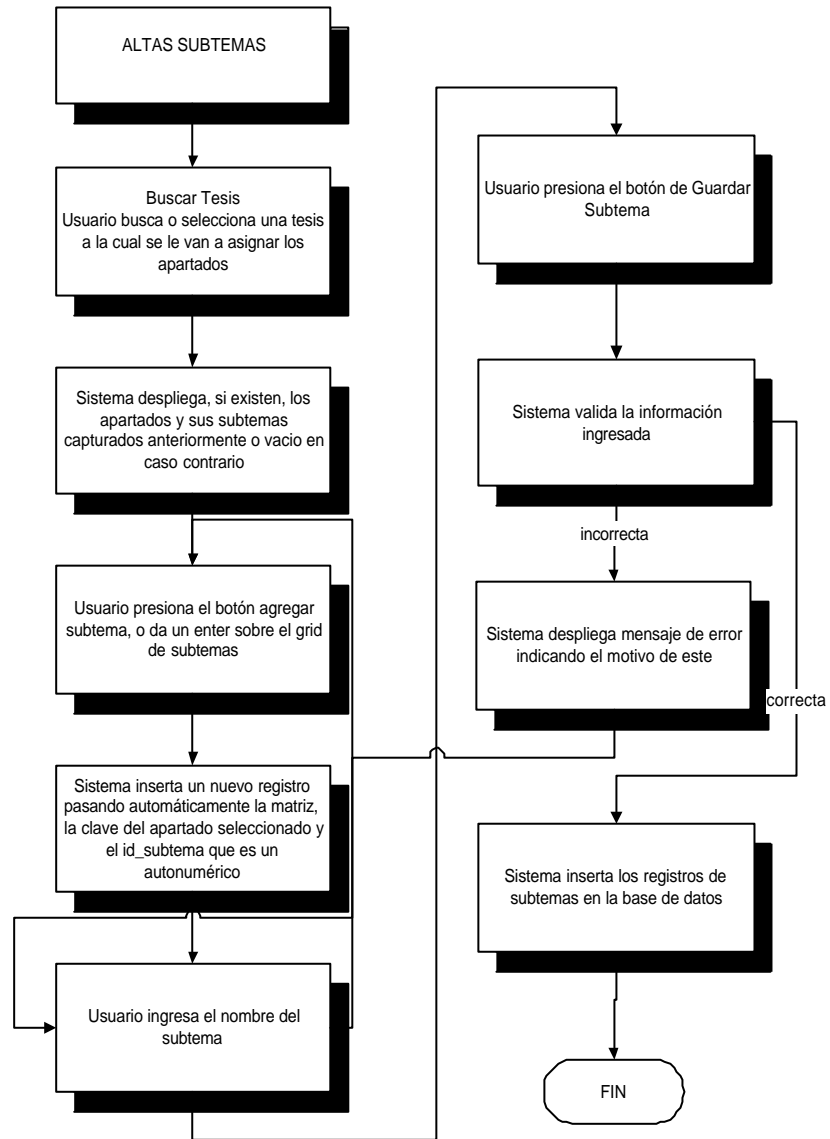 ALTAS SUBTEMAS
Buscar Tesis
Usuario busca o selecciona una tesis
a la cual se le van a asignar los
apartados
Sistema despliega, si existen, los
apartados y sus subtemas
capturados anteriormente o vacio en
caso contrario
Usuario presiona el botón agregar
subtema, o da un enter sobre el grid
de subtemas
Sistema inserta un nuevo registro
pasando automáticamente la matriz,
la clave del apartado seleccionado y
el id_subtema que es un
autonumérico
Usuario ingresa el nombre del
subtema
Usuario presiona el botón de Guardar
Subtema
Sistema valida la información
ingresada
incorrecta
Sistema despliega mensaje de error
indicando el motivo de este
correcta
Sistema inserta los registros de
subtemas en la base de datos
FIN